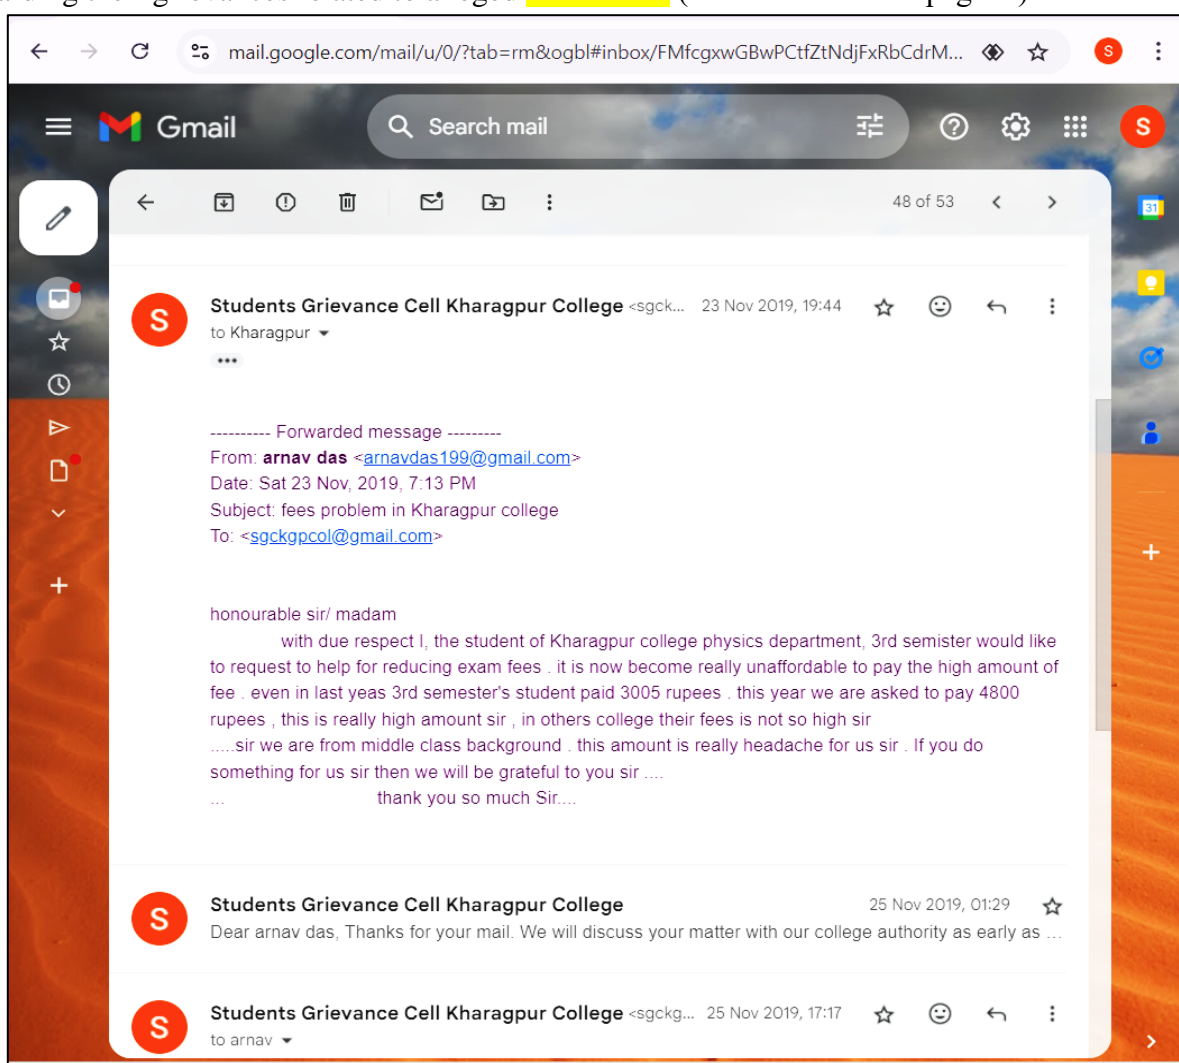 mail.google.com/mail/u/0/?tab=rm&ogbl#inbox/FMfcgxwGBwPCtfZtNdjFxRbCdrM...
S
Gmail
Search mail
S
48 of 53
31
S
Students Grievance Cell Kharagpur College <sgck... 23 Nov 2019, 19:44
to Kharagpur
---------- Forwarded message ---------
From: arnav das <arnavdas199@gmail.com>
Date: Sat 23 Nov, 2019, 7:13 PM
Subject: fees problem in Kharagpur college
To: <sgckgpcol@gmail.com>
honourable sir/ madam
with due respect I, the student of Kharagpur college physics department, 3rd semister would like
to request to help for reducing exam fees . it is now become really unaffordable to pay the high amount of
fee . even in last yeas 3rd semester's student paid 3005 rupees . this year we are asked to pay 4800
rupees , this is really high amount sir , in others college their fees is not so high sir
.....sir we are from middle class background . this amount is really headache for us sir . If you do
something for us sir then we will be grateful to you sir ....
... thank you so much Sir....
S
Students Grievance Cell Kharagpur College 25 Nov 2019, 01:29
Dear arnav das, Thanks for your mail. We will discuss your matter with our college authority as early as ...
S
Students Grievance Cell Kharagpur College <sgckg... 25 Nov 2019, 17:17
to arnav